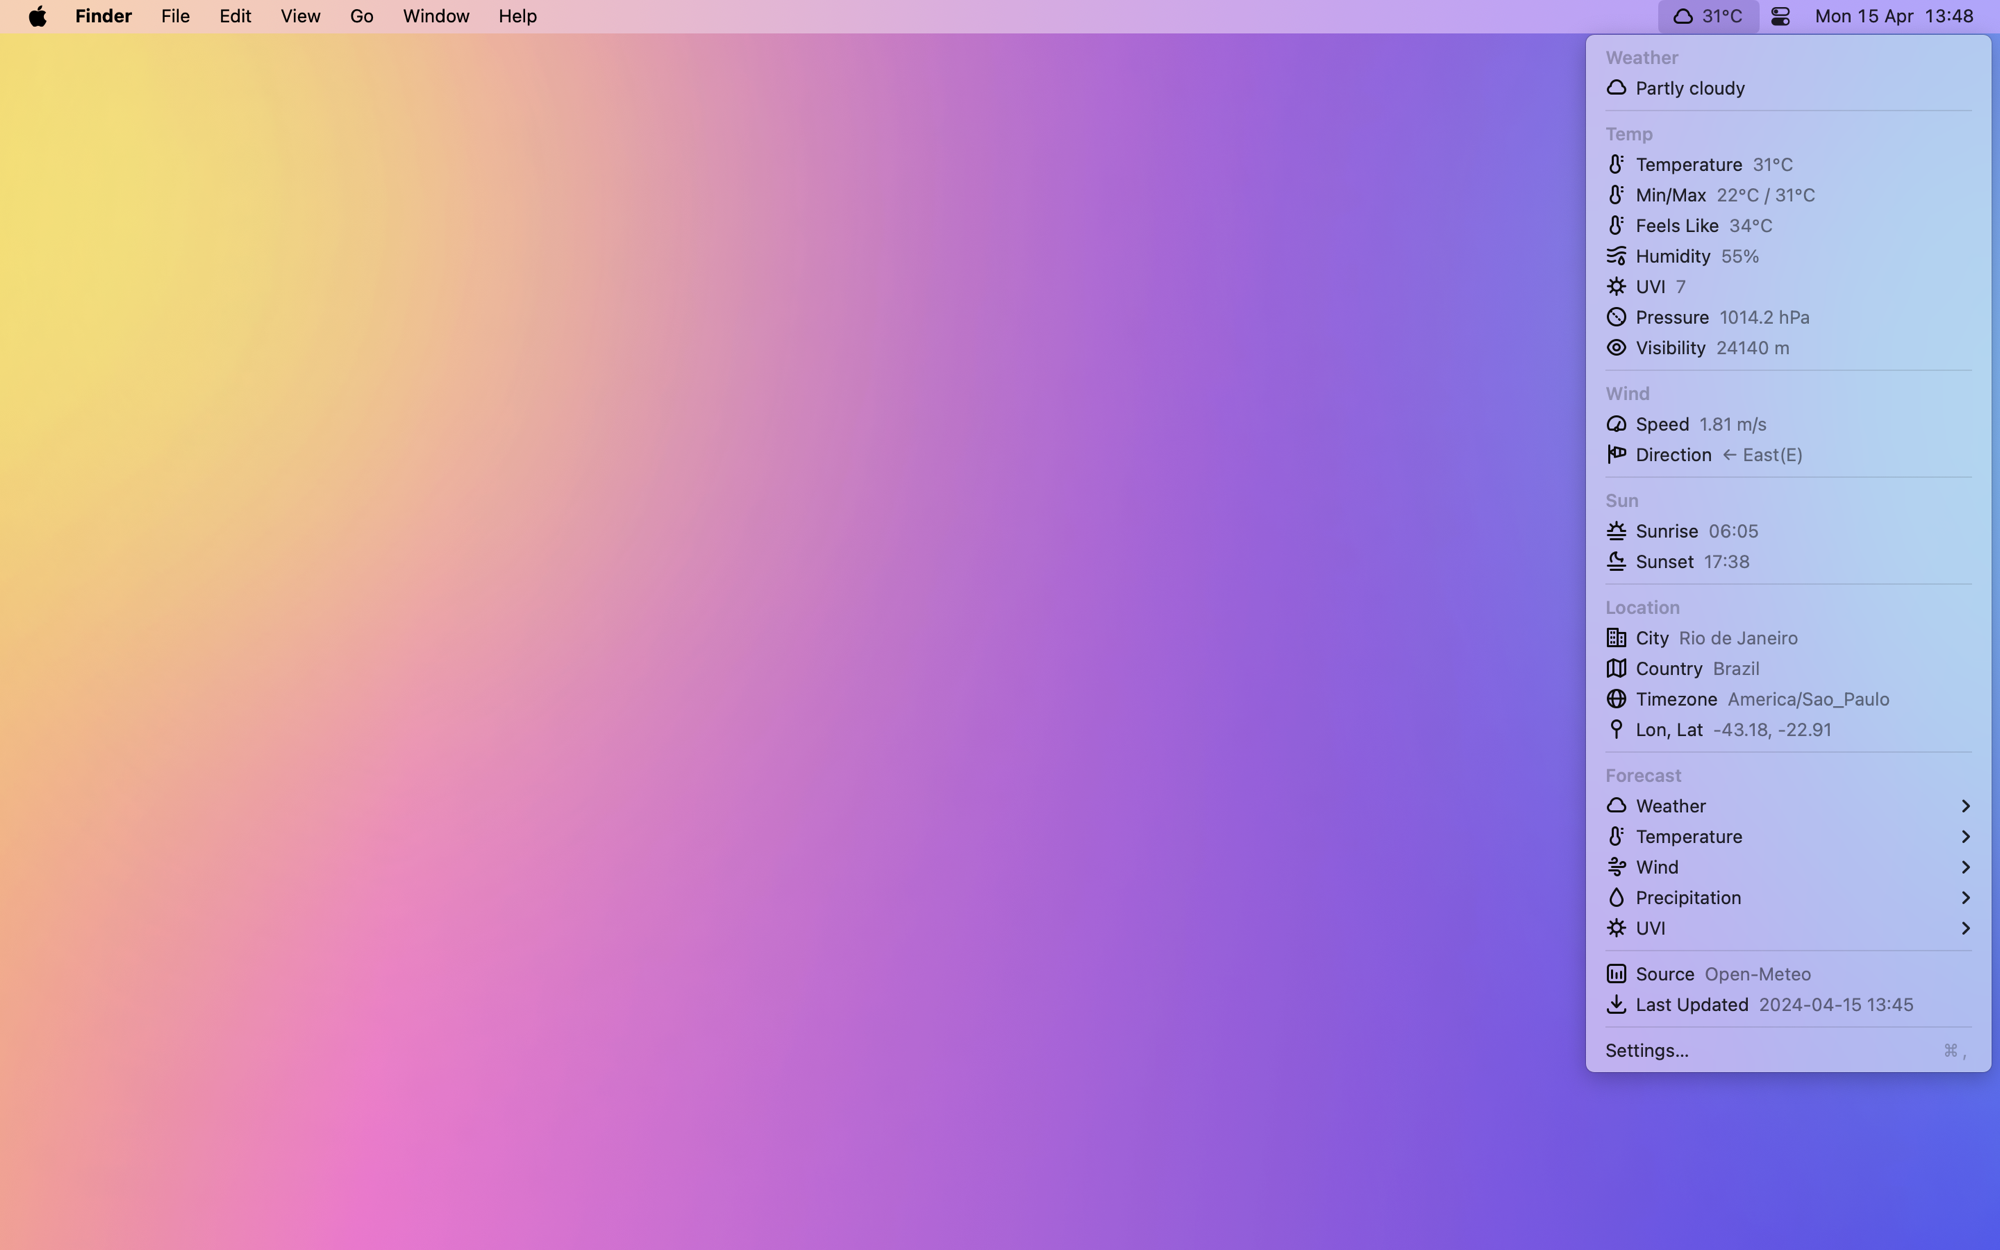 Finder File Edit View Go Window Help 31°C Mon 15 Apr 13:48
Weather
Partly cloudy
Temp
Temperature 31°C
Min/Max 22°C / 31°C
Feels Like 34°C
Humidity 55%
UVI 7
Pressure 1014.2 hPa
Visibility 24140 m
Wind
Speed 1.81 m/s
Direction ← East(E)
Sun
Sunrise 06:05
Sunset 17:38
Location
City Rio de Janeiro
Country Brazil
Timezone America/Sao_Paulo
Lon, Lat -43.18, -22.91
Forecast
Weather
Temperature
Wind
Precipitation
UVI
Source Open-Meteo
Last Updated 2024-04-15 13:45
Settings... ⌘ ,